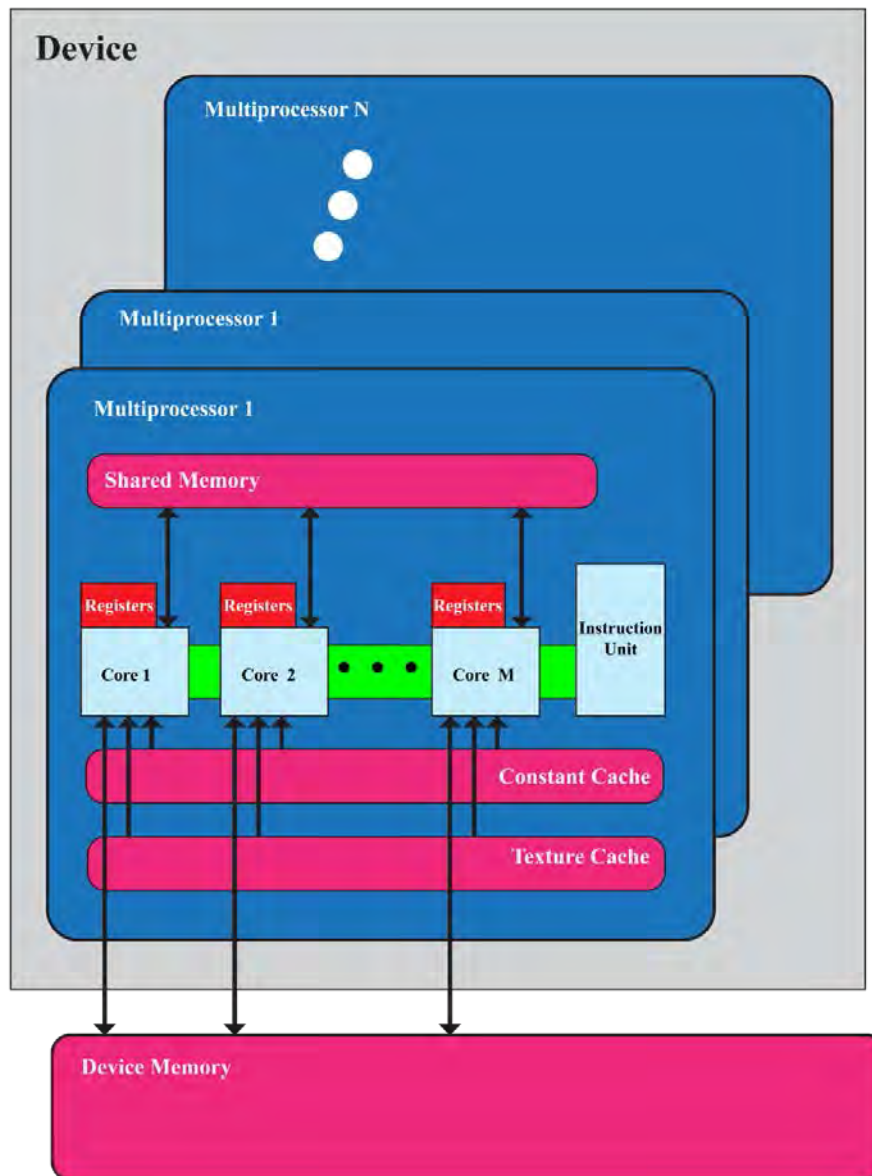 Device
Multiprocessor N
Multiprocessor 1
Multiprocessor 1
Shared Memory
Registers
Registers
Registers
Instruction
Unit
Core 1
Core 2
Core M
Constant Cache
Texture Cache
Device Memory